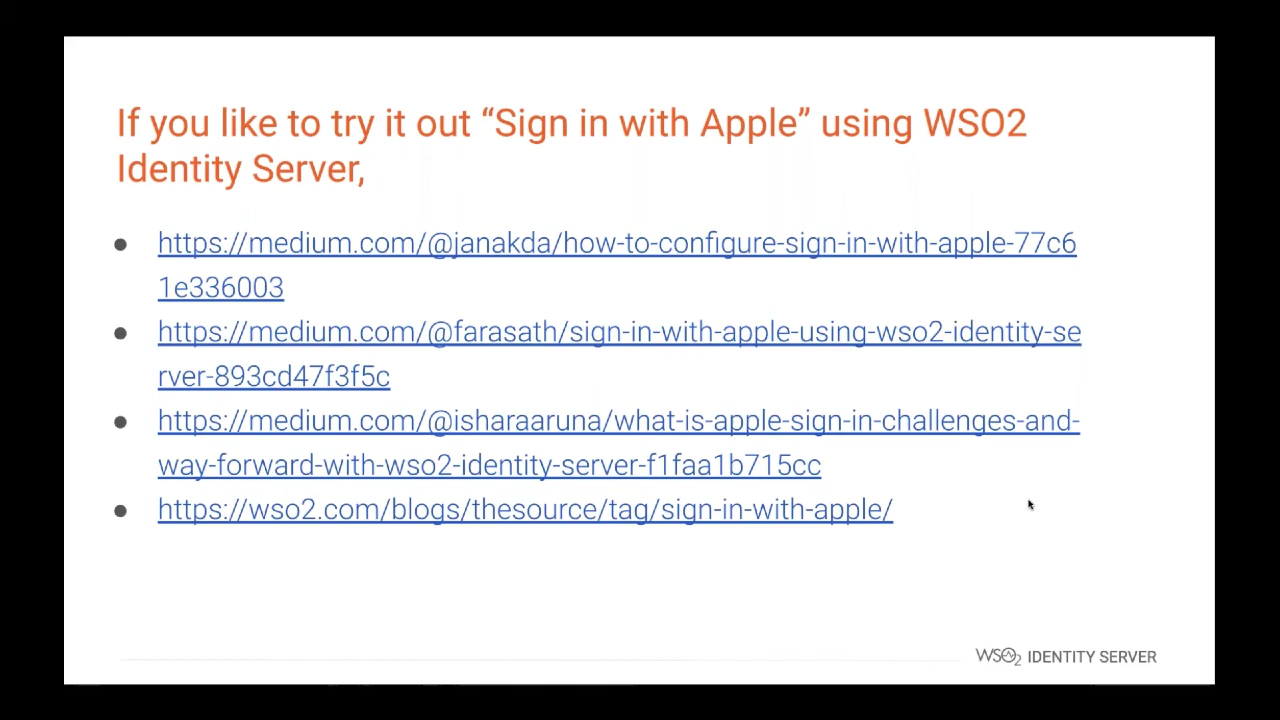 If you like to try it out “Sign in with Apple” using WSO2
Identity Server,
● https://medium.com/@janakda/how-to-configure-sign-in-with-apple-77c6
1e336003
● https://medium.com/@farasath/sign-in-with-apple-using-wso2-identity-se
rver-893cd47f3f5c
● https://medium.com/@isharaaruna/what-is-apple-sign-in-challenges-and-
way-forward-with-wso2-identity-server-f1faa1b715cc
● https://wso2.com/blogs/thesource/tag/sign-in-with-apple/
WSO2 IDENTITY SERVER